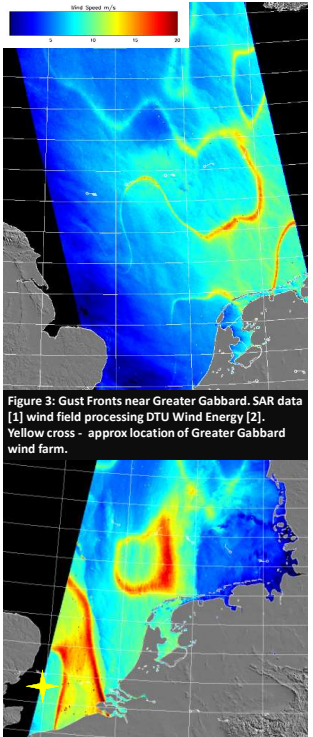 Wind Speed m/s
5 10 15 20
Figure 3: Gust Fronts near Greater Gabbard. SAR data
[1] wind field processing DTU Wind Energy [2].
Yellow cross - approx location of Greater Gabbard
wind farm.